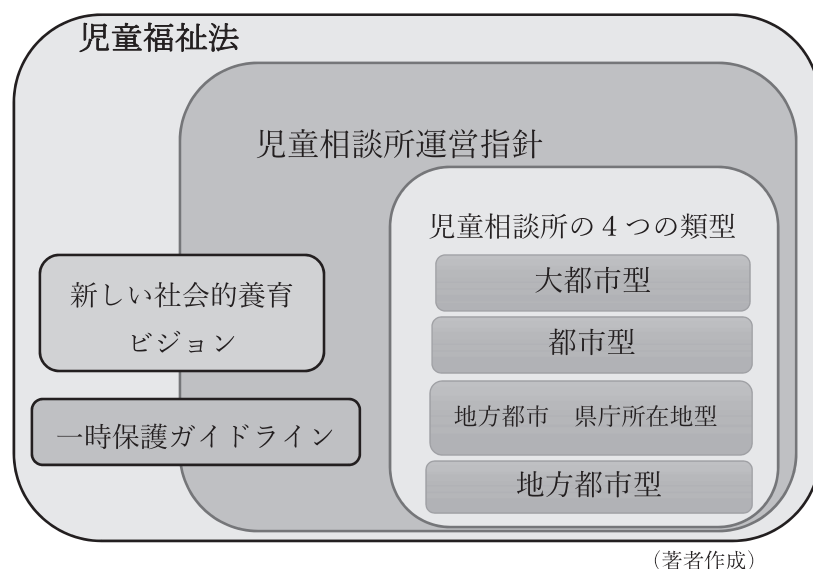 児童福祉法
児童相談所運営指針
児童相談所の４つの類型
大都市型
都市型
地方都市　県庁所在地型
地方都市型
新しい社会的養育
ビジョン
一時保護ガイドライン
（著者作成）